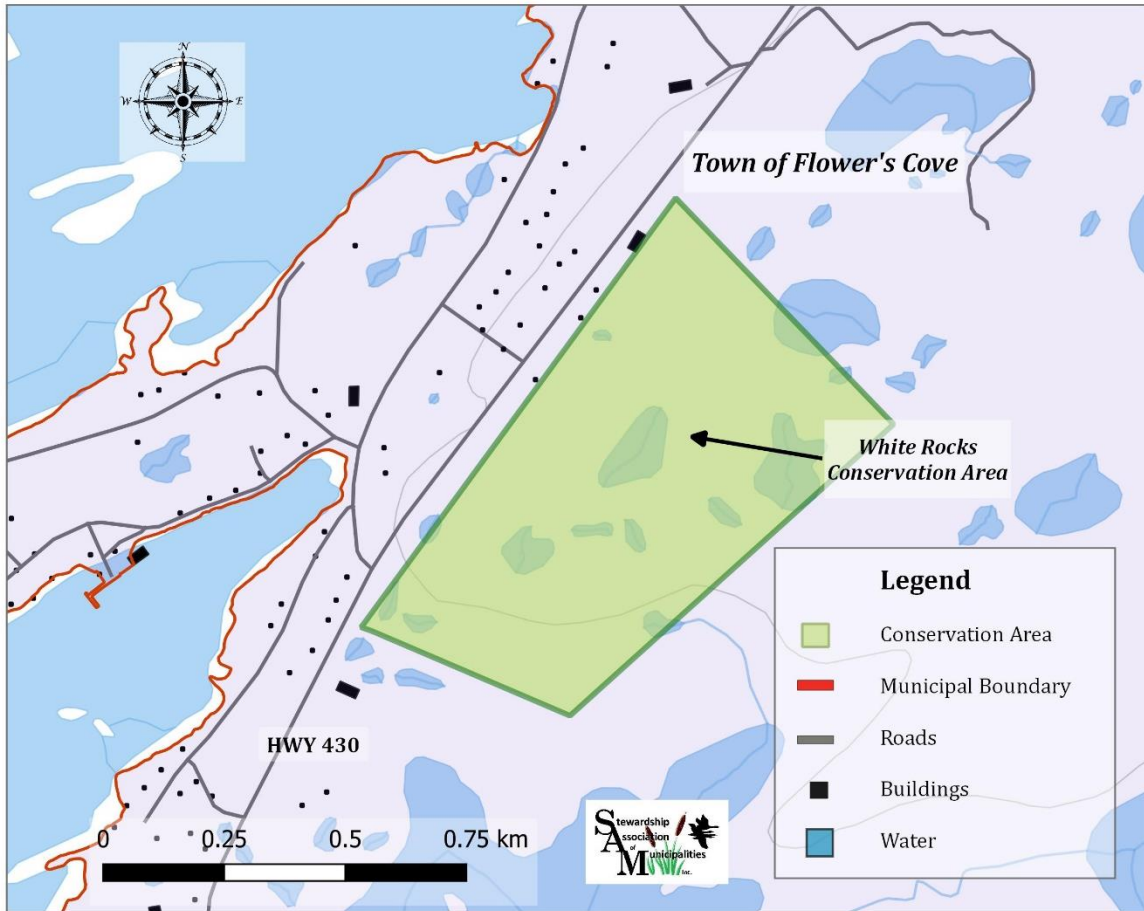 N
W E
S
Town of Flower's Cove
White Rocks
Conservation Area
HWY 430
0 0.25 0.5 0.75 km
Stewardship
Association
of
Municipalities
Inc.
Legend
Conservation Area
Municipal Boundary
Roads
Buildings
Water